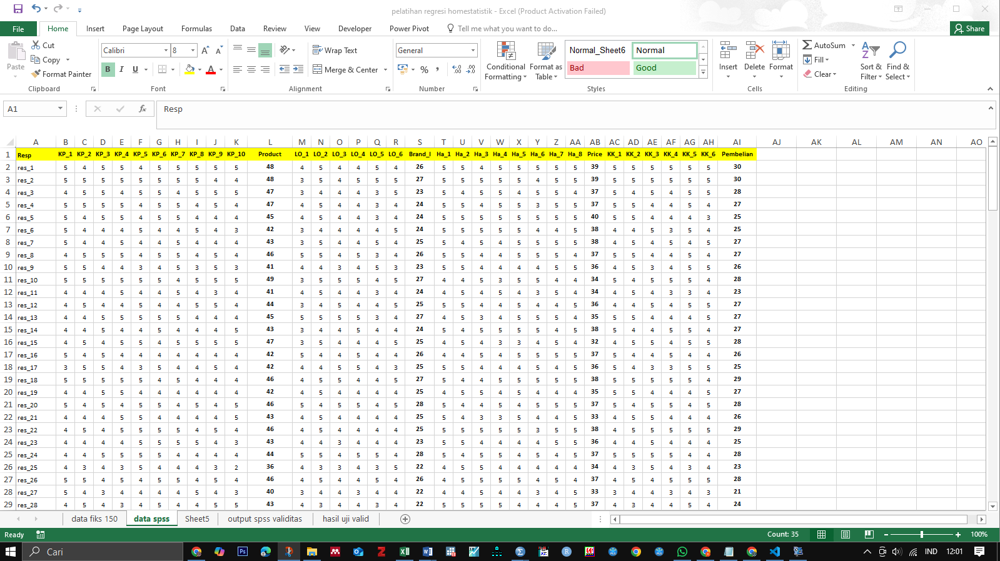 pelatihan regresi homestatistik - Excel (Product Activation Failed)
File Home Insert Page Layout Formulas Data Review View Developer Power Pivot Tell me what you want to do... Share
Cut
Copy
Format Painter
Paste
Clipboard
Calibri 8
B I U
Font
Wrap Text
Merge & Center
Alignment
General
Number
Conditional Formatting
Format as Table
Normal_Sheet6 Normal
Bad Good
Styles
Insert Delete Format
Cells
AutoSum
Fill
Clear
Sort & Filter
Find & Select
Editing
A1 fx Resp
A B C D E F G H I J K L M N O P Q R S T U V W X Y Z AA AB AC AD AE AF AG AH AI AJ AK AL AM AN AO
1 Resp KP_1 KP_2 KP_3 KP_4 KP_5 KP_6 KP_7 KP_8 KP_9 KP_10 Product LO_1 LO_2 LO_3 LO_4 LO_5 LO_6 Brand_I Ha_1 Ha_2 Ha_3 Ha_4 Ha_5 Ha_6 Ha_7 Ha_8 Price KK_1 KK_2 KK_3 KK_4 KK_5 KK_6 Pembelian
2 res_1 5 4 5 5 4 5 5 5 5 5 48 4 5 4 4 5 4 26 5 5 4 5 5 5 5 5 39 5 5 5 5 5 5 30
3 res_2 5 5 5 5 5 5 5 5 4 4 48 3 5 4 5 5 5 27 5 5 5 5 5 4 5 5 39 5 5 5 5 5 5 30
4 res_3 4 5 5 4 5 5 4 5 5 5 47 3 4 4 4 3 5 23 5 4 5 5 4 5 5 4 37 5 4 5 5 4 5 28
5 res_4 5 5 5 5 4 5 5 4 5 4 47 4 5 4 4 3 4 24 5 5 4 5 5 3 5 5 37 5 5 4 4 5 4 27
6 res_5 5 4 5 5 4 5 5 4 4 4 45 4 5 4 4 3 4 24 5 5 5 5 5 5 5 5 40 5 5 4 4 4 3 25
7 res_6 5 4 4 4 5 4 4 5 4 3 42 3 4 4 4 4 5 24 5 5 5 5 5 4 4 5 38 4 4 5 3 5 4 25
8 res_7 5 4 4 5 4 4 4 5 4 4 43 3 5 4 4 5 4 25 5 4 5 4 5 5 5 5 38 4 4 5 4 5 5 27
9 res_8 4 5 5 5 4 5 5 4 5 4 46 5 5 4 5 3 4 26 5 5 4 4 5 5 5 4 37 5 5 4 4 5 4 27
10 res_9 5 5 4 4 3 4 5 3 5 3 41 4 4 3 4 5 3 23 5 5 4 4 4 4 5 5 36 4 5 3 4 5 5 26
11 res_10 5 5 5 5 5 5 4 5 5 5 49 3 5 5 5 4 5 27 4 4 5 3 5 5 4 4 34 5 4 5 5 5 4 28
12 res_11 4 4 4 5 4 4 5 4 3 4 41 4 5 4 4 3 4 24 4 5 4 5 4 3 5 4 34 4 5 4 3 3 4 23
13 res_12 4 5 4 4 5 4 4 5 5 4 44 3 4 5 4 4 5 25 5 5 4 4 4 5 5 4 36 4 4 5 4 5 5 27
14 res_13 4 4 5 5 5 5 4 4 4 5 45 5 5 5 5 3 4 27 4 5 3 4 5 5 5 4 35 5 5 4 4 5 4 27
15 res_14 4 4 5 4 4 5 4 4 4 5 43 3 4 5 4 4 4 24 5 4 5 5 5 5 4 5 38 5 4 4 4 5 5 27
16 res_15 4 5 4 5 5 4 5 5 5 5 47 3 5 4 4 4 5 25 4 5 4 3 3 4 5 4 32 4 5 5 4 5 5 28
17 res_16 5 4 5 4 4 4 4 4 5 4 42 5 4 4 4 5 4 26 4 4 5 4 5 5 5 5 37 5 4 4 5 4 4 26
18 res_17 3 5 5 4 3 5 4 4 5 4 42 4 4 5 5 4 3 25 5 4 4 4 4 5 4 5 36 5 4 3 3 5 5 25
19 res_18 5 5 5 5 5 4 5 4 4 4 46 4 5 5 4 4 5 27 5 4 4 5 5 5 5 5 38 5 5 4 5 5 5 29
20 res_19 4 4 5 5 4 4 4 4 4 4 42 4 5 4 4 4 4 25 4 5 5 4 5 4 4 4 35 5 5 4 4 4 5 27
21 res_20 5 4 5 4 5 5 4 5 4 5 46 5 4 5 5 4 5 28 5 4 4 5 4 5 5 5 37 5 4 5 5 5 4 28
22 res_21 4 4 4 5 5 4 4 4 4 5 43 4 5 4 4 4 4 25 5 4 3 3 5 4 4 5 33 4 5 5 4 4 4 26
23 res_22 4 5 4 5 5 5 5 4 5 4 46 4 5 4 4 4 4 25 5 5 5 5 5 3 5 5 38 4 5 5 5 5 5 29
24 res_23 4 4 4 4 5 5 5 5 4 3 43 4 4 3 4 4 4 23 5 5 4 4 4 4 5 5 36 4 4 5 4 4 4 25
25 res_24 4 4 5 5 5 5 4 4 4 4 44 5 5 4 5 4 5 28 4 5 4 5 4 5 5 4 37 5 5 5 4 4 5 28
26 res_25 4 3 4 3 5 4 4 4 3 2 36 4 3 3 4 3 5 22 4 5 5 4 4 4 4 4 34 4 3 5 4 3 4 23
27 res_26 5 5 4 5 4 5 5 4 5 4 46 4 5 4 4 5 4 26 4 5 5 5 5 4 5 4 37 4 5 4 5 5 5 28
28 res_27 5 4 3 4 4 4 4 5 4 3 40 3 4 4 3 4 4 22 4 4 5 4 4 3 4 5 33 3 4 4 3 4 3 21
29 res_28 4 5 4 3 4 5 4 4 5 5 43 4 3 4 4 3 4 22 5 5 5 5 4 4 4 5 37 4 3 4 4 5 4 24
data fiks 150 data spss Sheet5 output spss validitas hasil uji valid
Ready Count: 35 100%
Cari IND 12:01